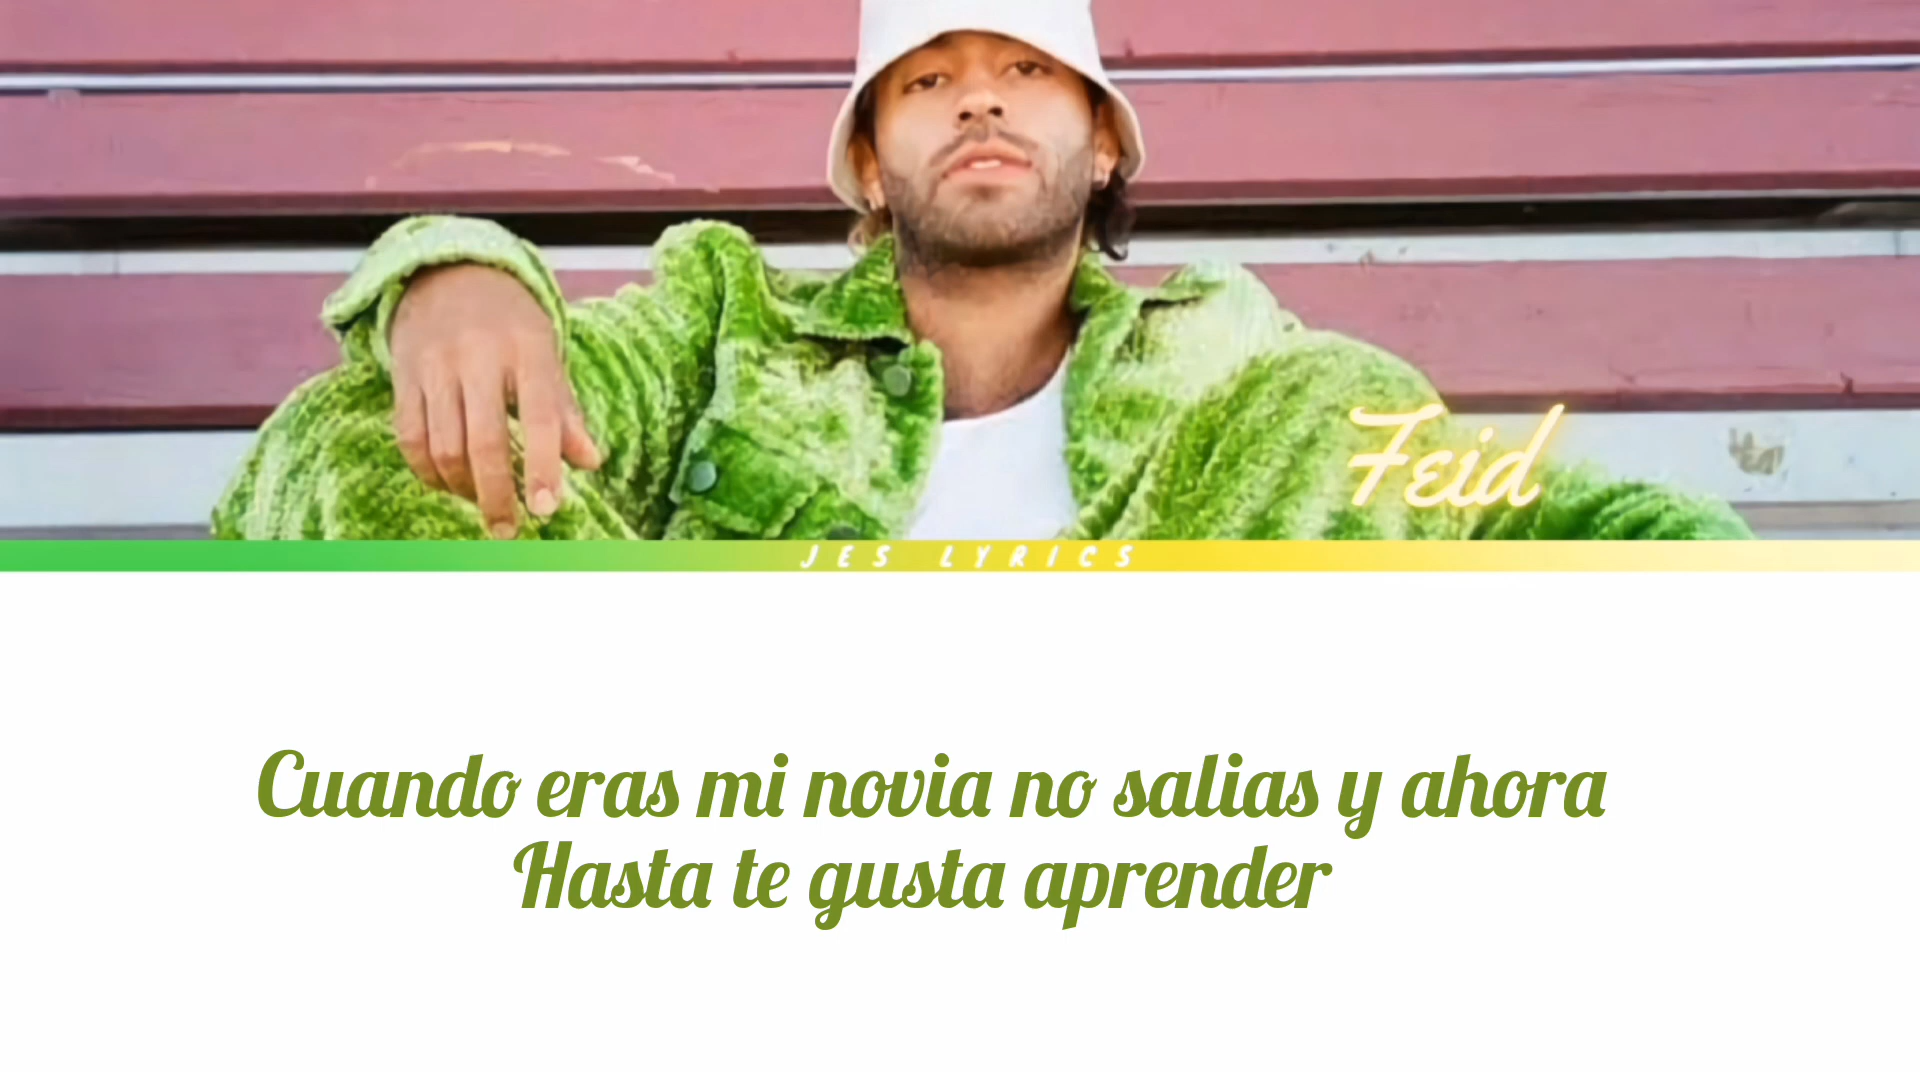 Feid
JES LYRICS
Cuando eras mi novia no salias y ahora
Hasta te gusta aprender